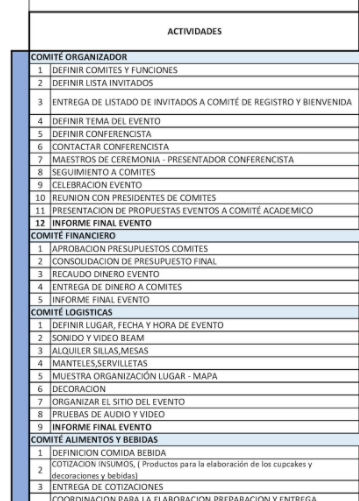 ACTIVIDADES
COMITÉ ORGANIZADOR
1 DEFINIR COMITES Y FUNCIONES
2 DEFINIR LISTA INVITADOS
3 ENTREGA DE LISTADO DE INVITADOS A COMITÉ DE REGISTRO Y BIENVENIDA
4 DEFINIR TEMA DEL EVENTO
5 DEFINIR CONFERENCISTA
6 CONTACTAR CONFERENCISTA
7 MAESTROS DE CEREMONIA - PRESENTADOR CONFERENCISTA
8 SEGUIMIENTO A COMITES
9 CELEBRACION EVENTO
10 REUNION CON PRESIDENTES DE COMITES
11 PRESENTACION DE PROPUESTAS EVENTOS A COMITÉ ACADEMICO
12 INFORME FINAL EVENTO
COMITÉ FINANCIERO
1 APROBACION PRESUPUESTOS COMITES
2 CONSOLIDACION DE PRESUPUESTO FINAL
3 RECAUDO DINERO EVENTO
4 ENTREGA DE DINERO A COMITES
5 INFORME FINAL EVENTO
COMITÉ LOGISTICAS
1 DEFINIR LUGAR, FECHA Y HORA DE EVENTO
2 SONIDO Y VIDEO BEAM
3 ALQUILER SILLAS,MESAS
4 MANTELES,SERVILLETAS
5 MUESTRA ORGANIZACIÓN LUGAR - MAPA
6 DECORACION
7 ORGANIZAR EL SITIO DEL EVENTO
8 PRUEBAS DE AUDIO Y VIDEO
9 INFORME FINAL EVENTO
COMITÉ ALIMENTOS Y BEBIDAS
1 DEFINICION COMIDA BEBIDA
2 COTIZACION INSUMOS, ( Productos para la elaboración de los cupcakes y
decoraciones y bebidas)
3 ENTREGA DE COTIZACIONES
COORDINACION PARA LA ELABORACION PREPARACION Y ENTREGA